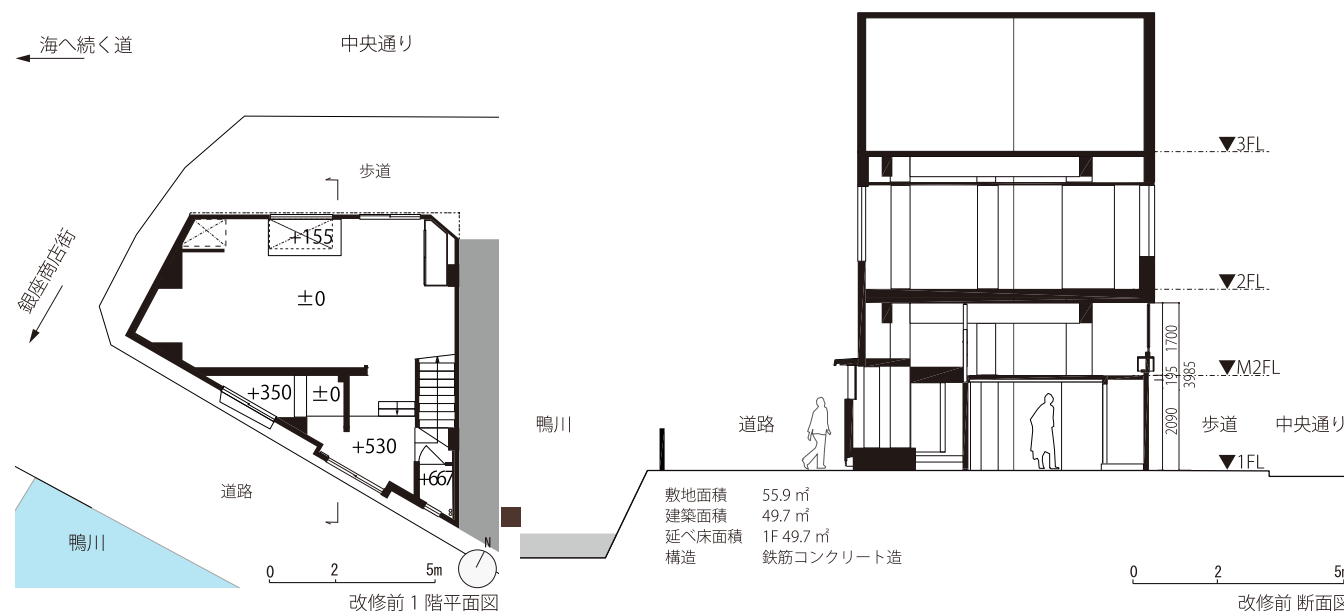 海へ続く道
中央通り
歩道
銀座商店街
+155
±0
+350
±0
+530
+667
道路
鴨川
N
0 2 5m
改修前 1 階平面図
▼3FL
▼2FL
1700
195
3985
2090
▼M2FL
鴨川
道路
歩道
中央通り
▼1FL
敷地面積 55.9 ㎡
建築面積 49.7 ㎡
延べ床面積 1F 49.7 ㎡
構造 鉄筋コンクリート造
0 2 5m
改修前 断面図